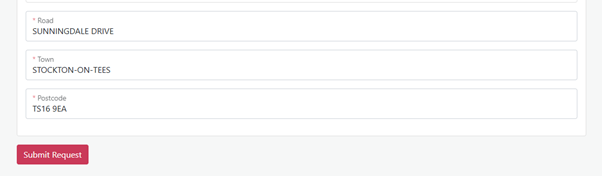 * Road
SUNNINGDALE DRIVE
* Town
STOCKTON-ON-TEES
* Postcode
TS16 9EA
Submit Request